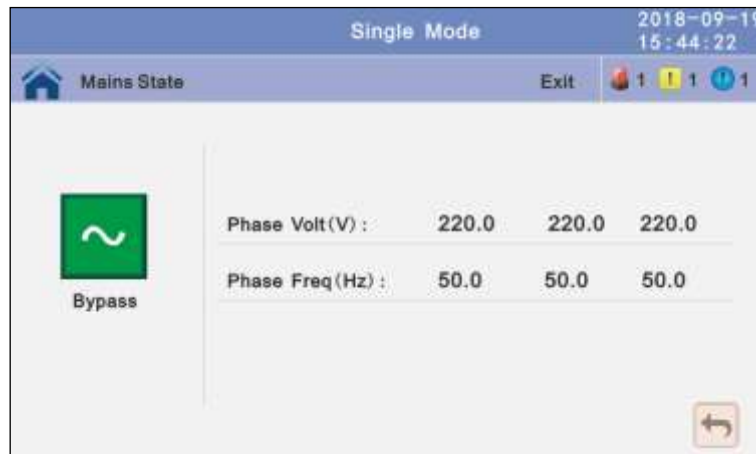 Single Mode
2018-09-19
15:44:22
Mains State
Exit
1
! 1
1
Phase Volt(V): 220.0 220.0 220.0
Phase Freq(Hz): 50.0 50.0 50.0
Bypass